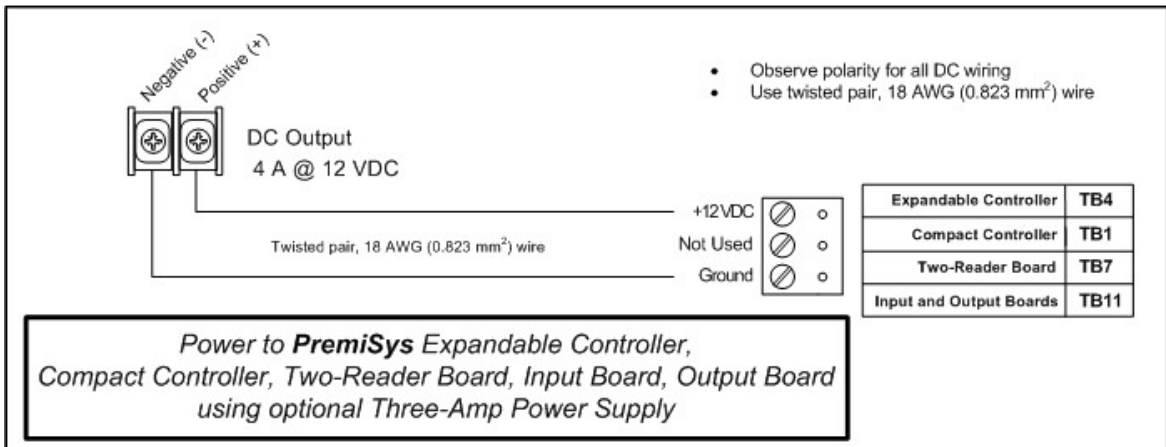 Negative (-)
Positive (+)
DC Output
4 A @ 12 VDC
• Observe polarity for all DC wiring
• Use twisted pair, 18 AWG (0.823 mm²) wire
+12VDC
Not Used
Ground
Twisted pair, 18 AWG (0.823 mm²) wire
Expandable Controller TB4
Compact Controller TB1
Two-Reader Board TB7
Input and Output Boards TB11
Power to PremiSys Expandable Controller,
Compact Controller, Two-Reader Board, Input Board, Output Board
using optional Three-Amp Power Supply